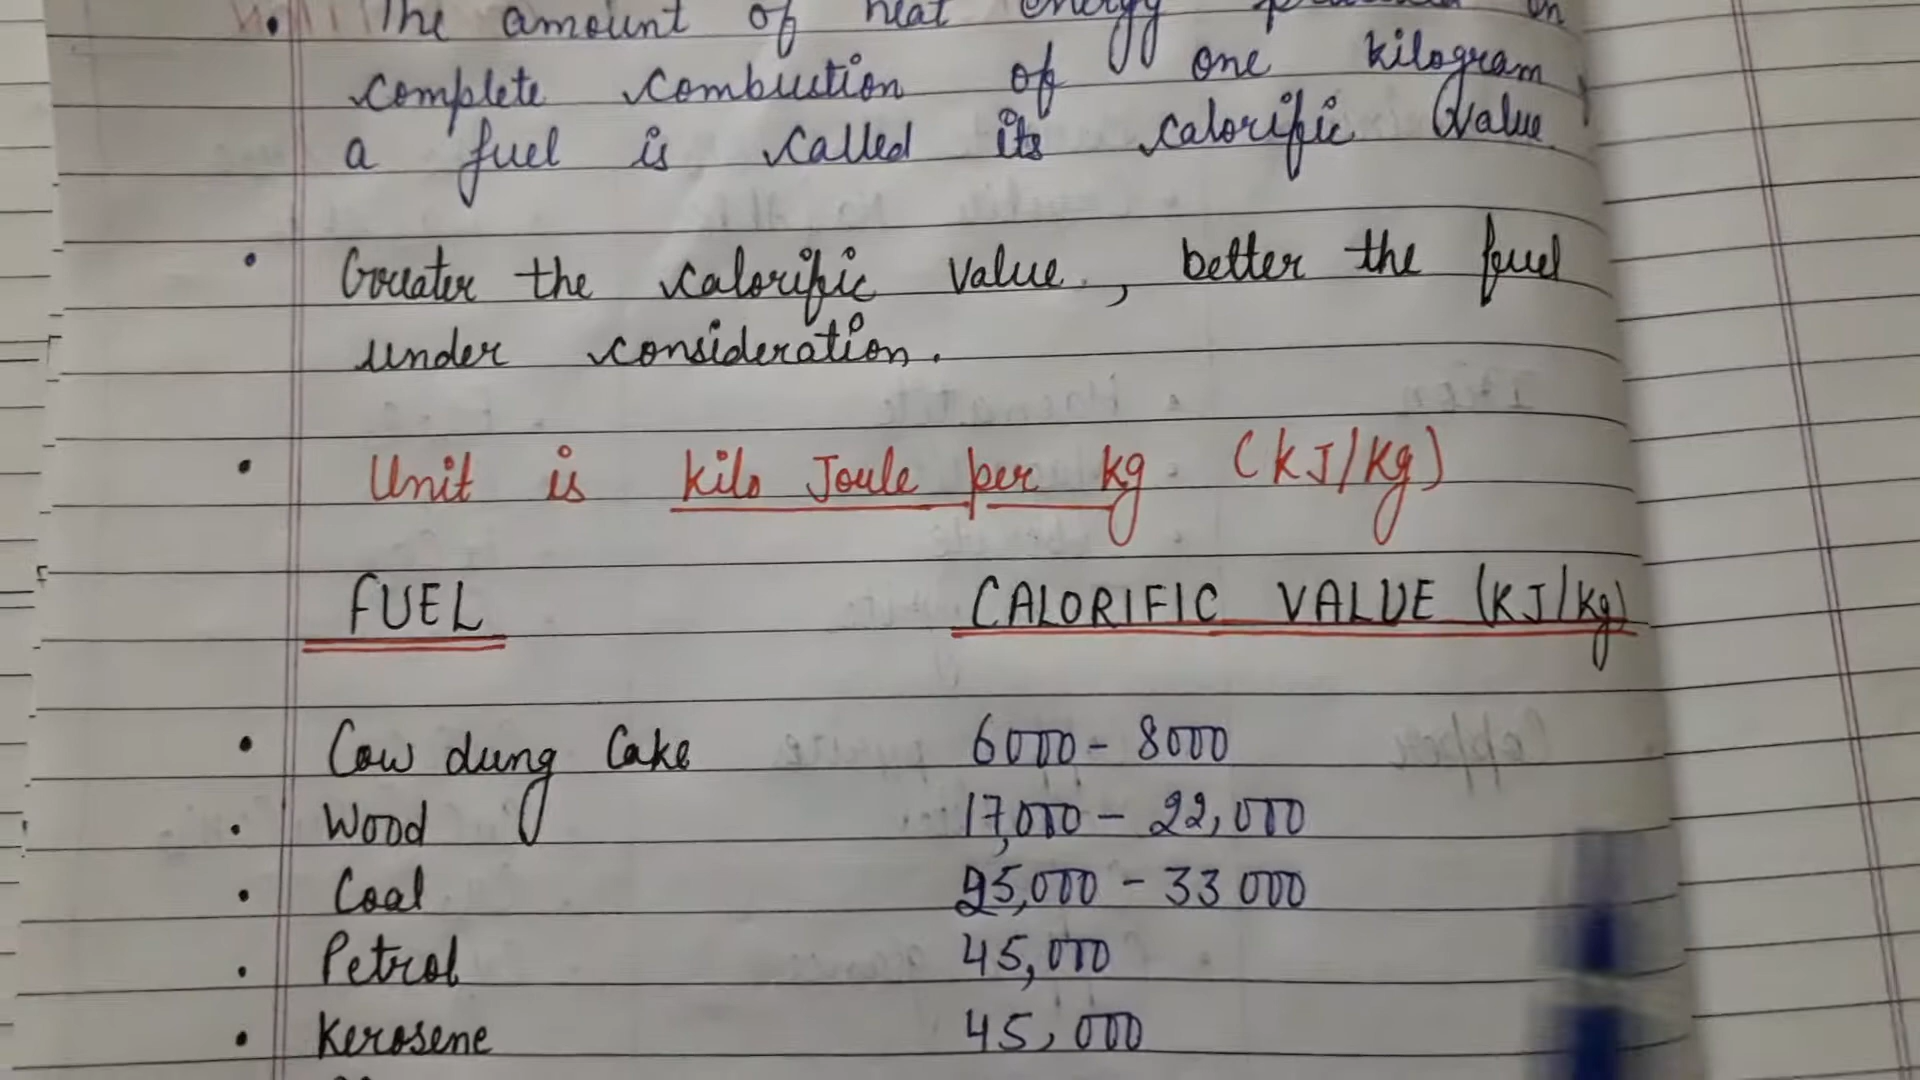 • The amount of heat energy in
complete combustion of one kilogram
a fuel is called its calorific value
• Greater the calorific value, better the fuel
under consideration.
• Unit is kilo Joule per kg. (kJ/kg)
FUEL CALORIFIC VALUE (KJ/kg)
• Cow dung Cake 6000 - 8000
• Wood 17,000 - 22,000
• Coal 25,000 - 33 000
• Petrol 45,000
• Kerosene 45,000